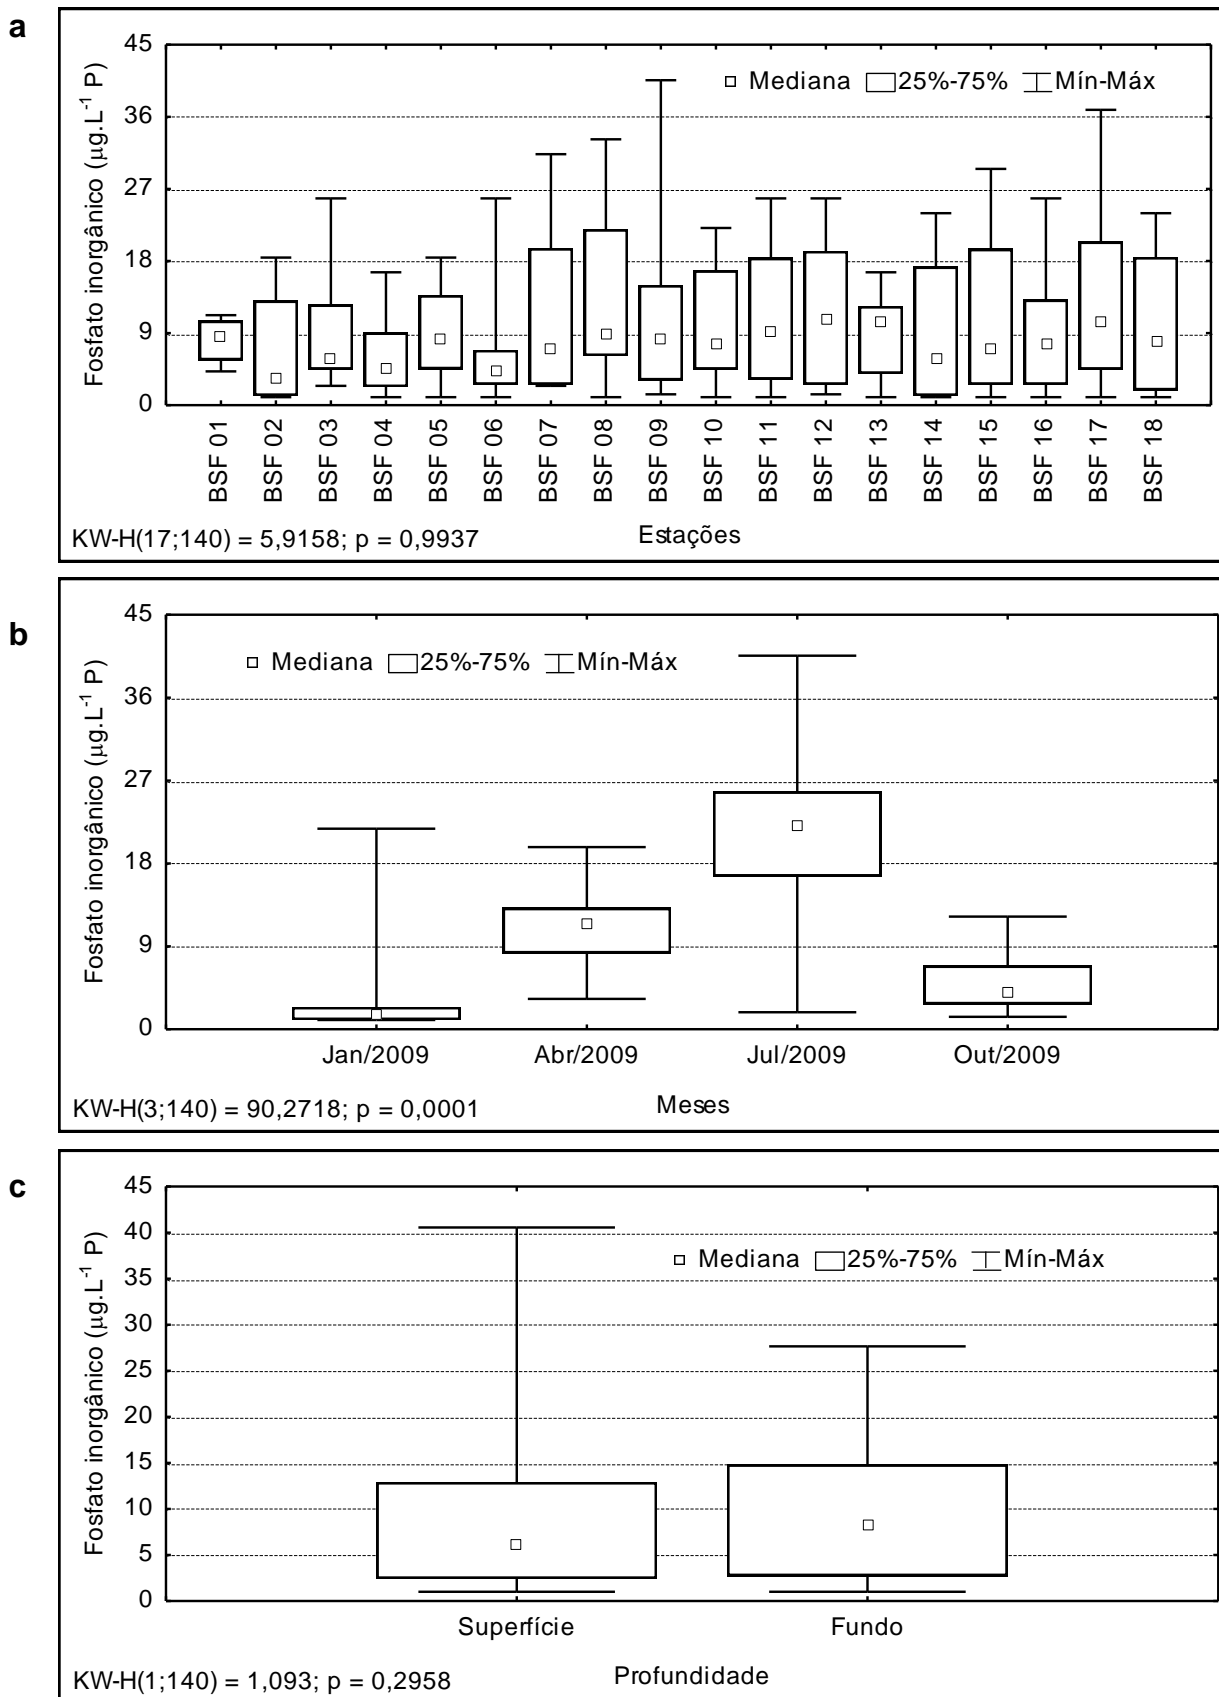 a
Fosfato inorgânico (µg.L⁻¹ P)
45
36
27
18
9
0
Mediana 25%-75% Mín-Máx
BSF 01
BSF 02
BSF 03
BSF 04
BSF 05
BSF 06
BSF 07
BSF 08
BSF 09
BSF 10
BSF 11
BSF 12
BSF 13
BSF 14
BSF 15
BSF 16
BSF 17
BSF 18
KW-H(17;140) = 5,9158; p = 0,9937
Estações
b
Fosfato inorgânico (µg.L⁻¹ P)
45
36
27
18
9
0
Mediana 25%-75% Mín-Máx
Jan/2009 Abr/2009 Jul/2009 Out/2009
KW-H(3;140) = 90,2718; p = 0,0001
Meses
c
Fosfato inorgânico (µg.L⁻¹ P)
45
40
35
30
25
20
15
10
5
0
Mediana 25%-75% Mín-Máx
Superfície Fundo
KW-H(1;140) = 1,093; p = 0,2958
Profundidade